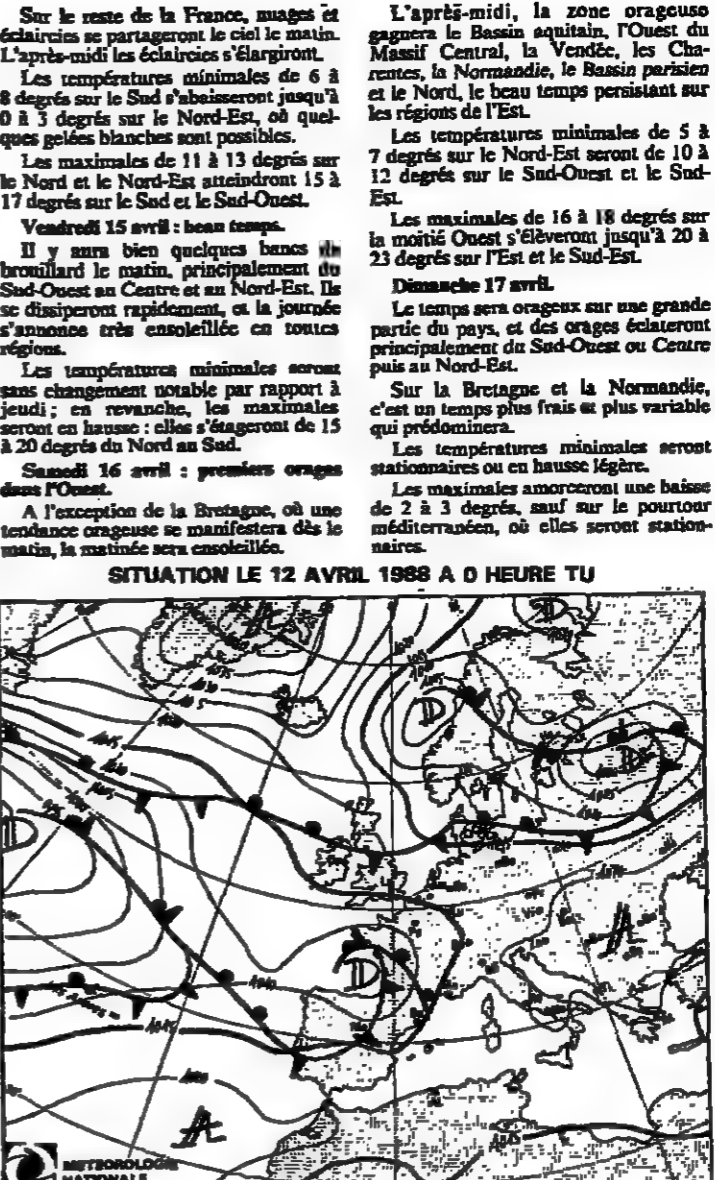 Sur le reste de la France, nuages et
éclaircies se partageront le ciel le matin.
L'après-midi les éclaircies s'élargiront.
Les températures minimales de 6 à
8 degrés sur le Sud s'abaisseront jusqu'à
0 à 3 degrés sur le Nord-Est, où quel-
ques gelées blanches sont possibles.
Les maximales de 11 à 13 degrés sur
le Nord et le Nord-Est atteindront 15 à
17 degrés sur le Sud et le Sud-Ouest.
Vendredi 15 avril : beau temps.
Il y aura bien quelques bancs de
brouillard le matin, principalement du
Sud-Ouest au Centre et au Nord-Est. Ils
se dissiperont rapidement, et la journée
s'annonce très ensoleillée en toutes
régions.
Les températures minimales seront
sans changement notable par rapport à
jeudi ; en revanche, les maximales
seront en hausse : elles s'étageront de 15
à 20 degrés du Nord au Sud.
Samedi 16 avril : premiers orages
dans l'Ouest.
A l'exception de la Bretagne, où une
tendance orageuse se manifestera dès le
matin, la matinée sera ensoleillée.
L'après-midi, la zone orageuse
gagnera le Bassin aquitain, l'Ouest du
Massif Central, la Vendée, les Cha-
rentes, la Normandie, le Bassin parisien
et le Nord, le beau temps persistant sur
les régions de l'Est.
Les températures minimales de 5 à
7 degrés sur le Nord-Est seront de 10 à
12 degrés sur le Sud-Ouest et le Sud-
Est.
Les maximales de 16 à 18 degrés sur
la moitié Ouest s'élèveront jusqu'à 20 à
23 degrés sur l'Est et le Sud-Est.
Dimanche 17 avril.
Le temps sera orageux sur une grande
partie du pays, et des orages éclateront
principalement du Sud-Ouest ou Centre
puis au Nord-Est.
Sur la Bretagne et la Normandie,
c'est un temps plus frais et plus variable
qui prédominera.
Les températures minimales seront
stationnaires ou en hausse légère.
Les maximales amorceront une baisse
de 2 à 3 degrés, sauf sur le pourtour
méditerranéen, où elles seront station-
naires.
SITUATION LE 12 AVRIL 1988 A 0 HEURE TU
D
D
D
D
A
A
1015
1010
1015
METEOROLOGIE
NATIONALE